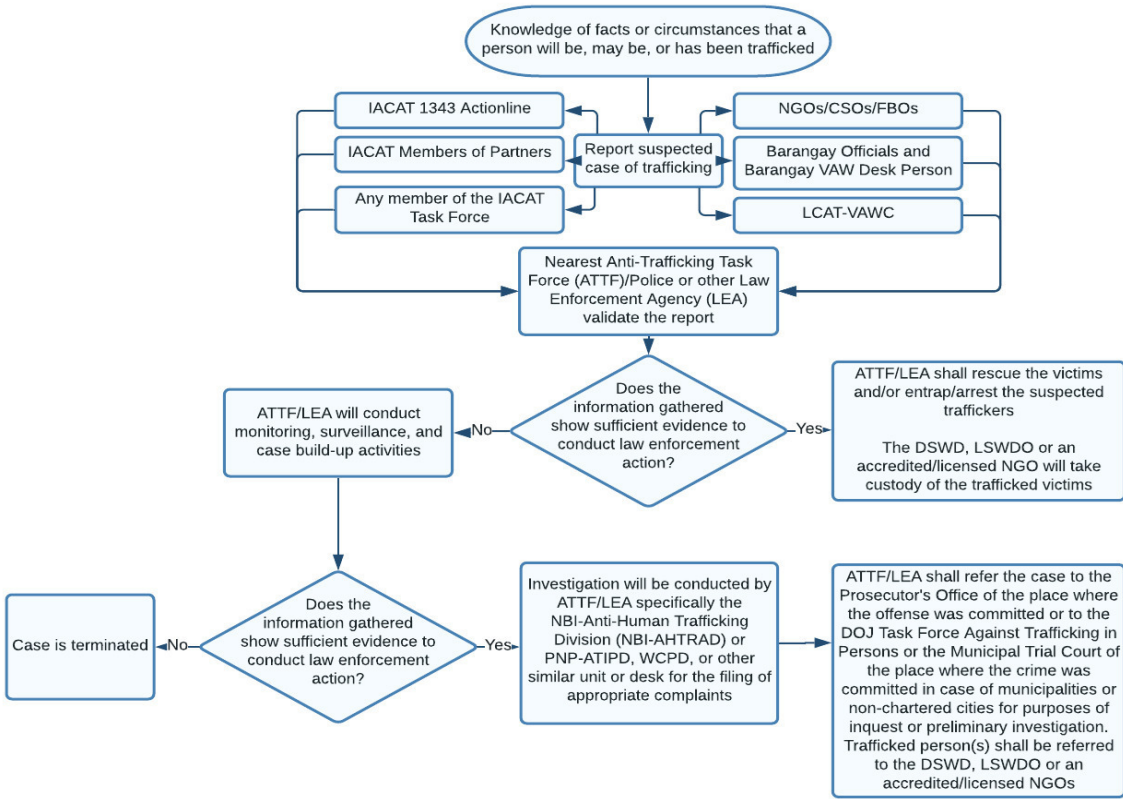 Knowledge of facts or circumstances that a
person will be, may be, or has been trafficked
IACAT 1343 Actionline
NGOs/CSOs/FBOs
IACAT Members of Partners
Report suspected
case of trafficking
Barangay Officials and
Barangay VAW Desk Person
Any member of the IACAT
Task Force
LCAT-VAWC
Nearest Anti-Trafficking Task
Force (ATTF)/Police or other Law
Enforcement Agency (LEA)
validate the report
Does the
information gathered
show sufficient evidence to
conduct law enforcement
action?
No
ATTF/LEA will conduct
monitoring, surveillance, and
case build-up activities
Yes
ATTF/LEA shall rescue the victims
and/or entrap/arrest the suspected
traffickers
The DSWD, LSWDO or an
accredited/licensed NGO will take
custody of the trafficked victims
Does the
information gathered
show sufficient evidence to
conduct law enforcement
action?
No
Case is terminated
Yes
Investigation will be conducted by
ATTF/LEA specifically the
NBI-Anti-Human Trafficking
Division (NBI-AHTRAD) or
PNP-ATIPD, WCPD, or other
similar unit or desk for the filing of
appropriate complaints
ATTF/LEA shall refer the case to the
Prosecutor's Office of the place where
the offense was committed or to the
DOJ Task Force Against Trafficking in
Persons or the Municipal Trial Court of
the place where the crime was
committed in case of municipalities or
non-chartered cities for purposes of
inquest or preliminary investigation.
Trafficked person(s) shall be referred
to the DSWD, LSWDO or an
accredited/licensed NGOs